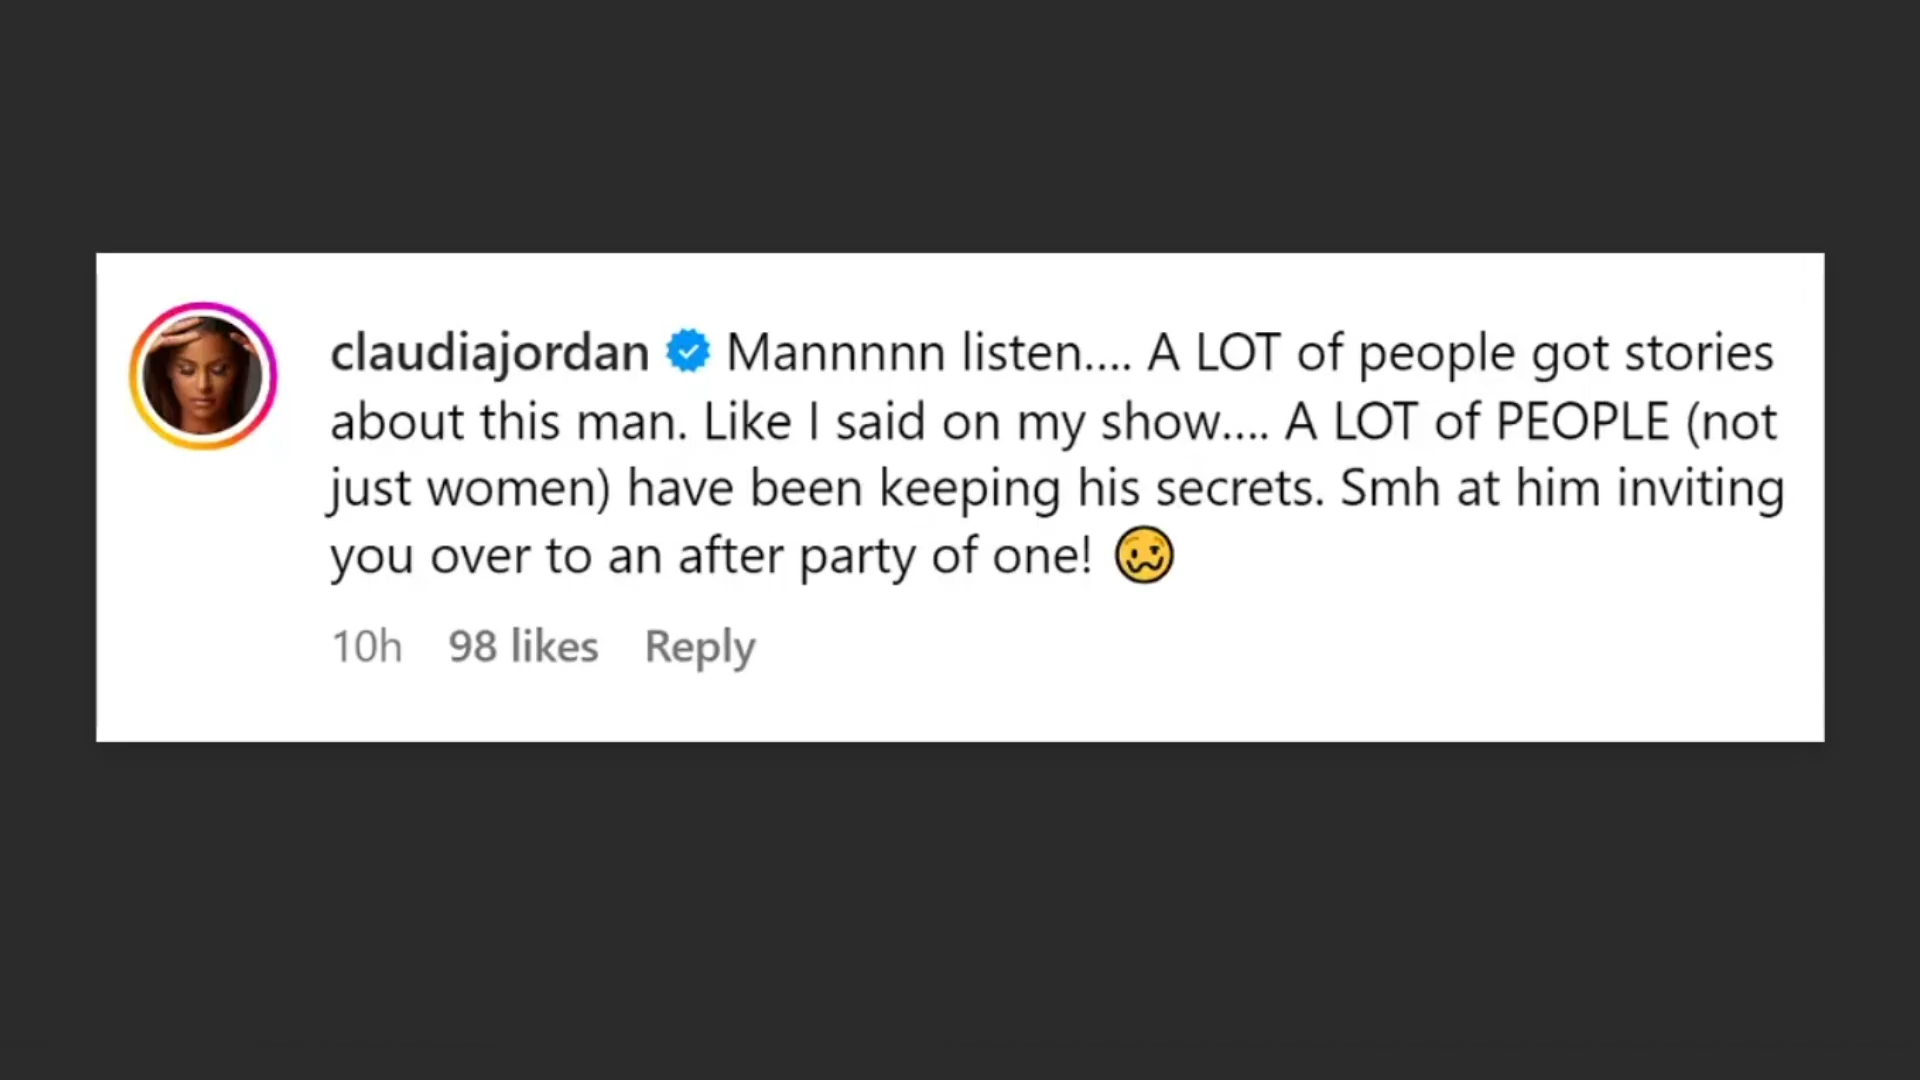 claudiajordan Mannnnn listen.... A LOT of people got stories
about this man. Like I said on my show.... A LOT of PEOPLE (not
just women) have been keeping his secrets. Smh at him inviting
you over to an after party of one! 🥴
10h 98 likes Reply